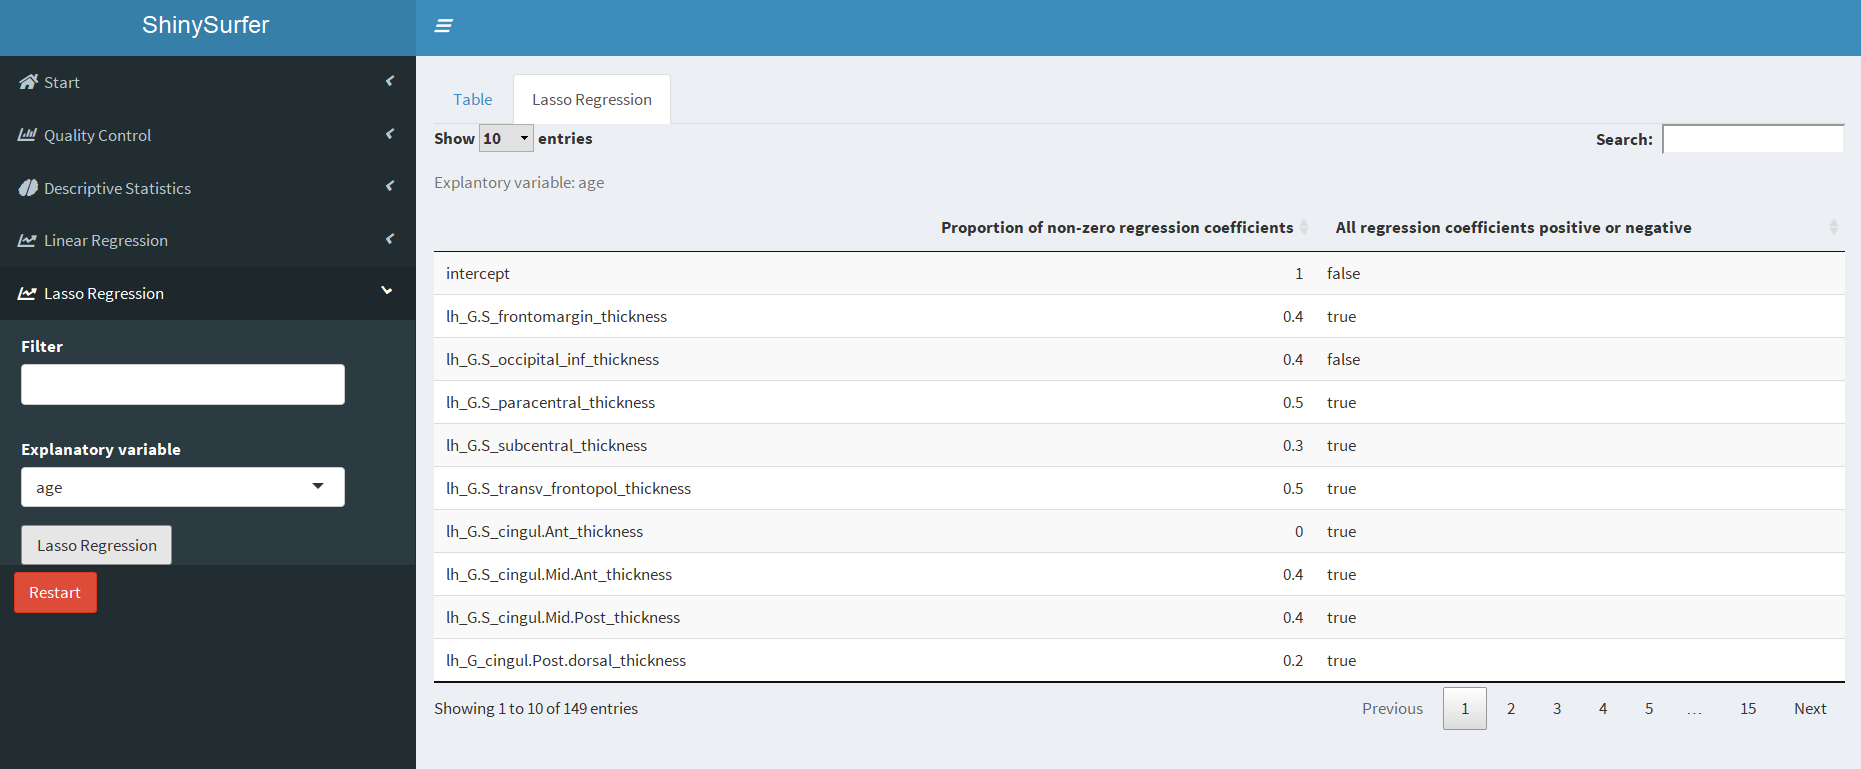 ShinySurfer
Start
Quality Control
Descriptive Statistics
Linear Regression
Lasso Regression
Filter
Explanatory variable
age
Lasso Regression
Restart
Table Lasso Regression
Show 10 entries Search:
Explantory variable: age
Proportion of non-zero regression coefficients All regression coefficients positive or negative
intercept 1 false
lh_G.S_frontomargin_thickness 0.4 true
lh_G.S_occipital_inf_thickness 0.4 false
lh_G.S_paracentral_thickness 0.5 true
lh_G.S_subcentral_thickness 0.3 true
lh_G.S_transv_frontopol_thickness 0.5 true
lh_G.S_cingul.Ant_thickness 0 true
lh_G.S_cingul.Mid.Ant_thickness 0.4 true
lh_G.S_cingul.Mid.Post_thickness 0.4 true
lh_G_cingul.Post.dorsal_thickness 0.2 true
Showing 1 to 10 of 149 entries Previous 1 2 3 4 5 … 15 Next